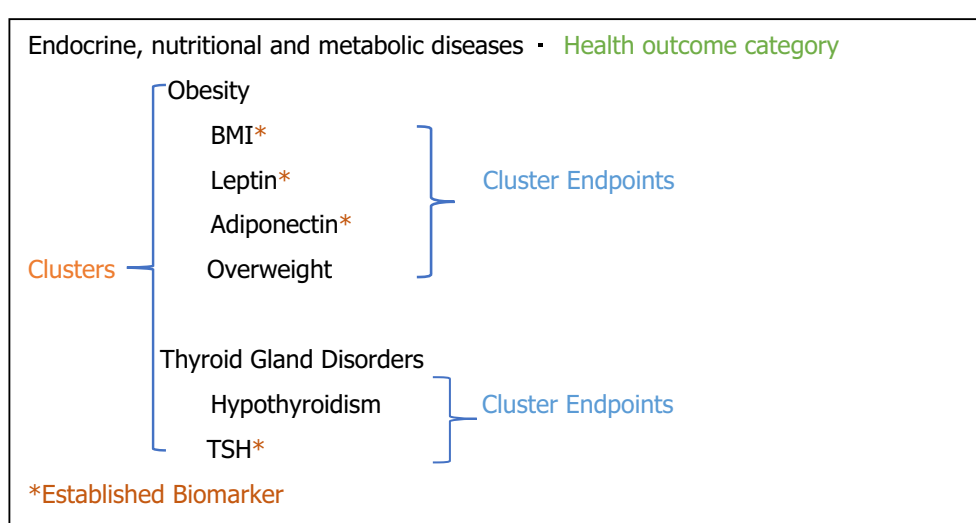 Endocrine, nutritional and metabolic diseases ▪ Health outcome category
Obesity
BMI*
Leptin* Cluster Endpoints
Adiponectin*
Clusters Overweight
Thyroid Gland Disorders
Hypothyroidism Cluster Endpoints
TSH*
*Established Biomarker